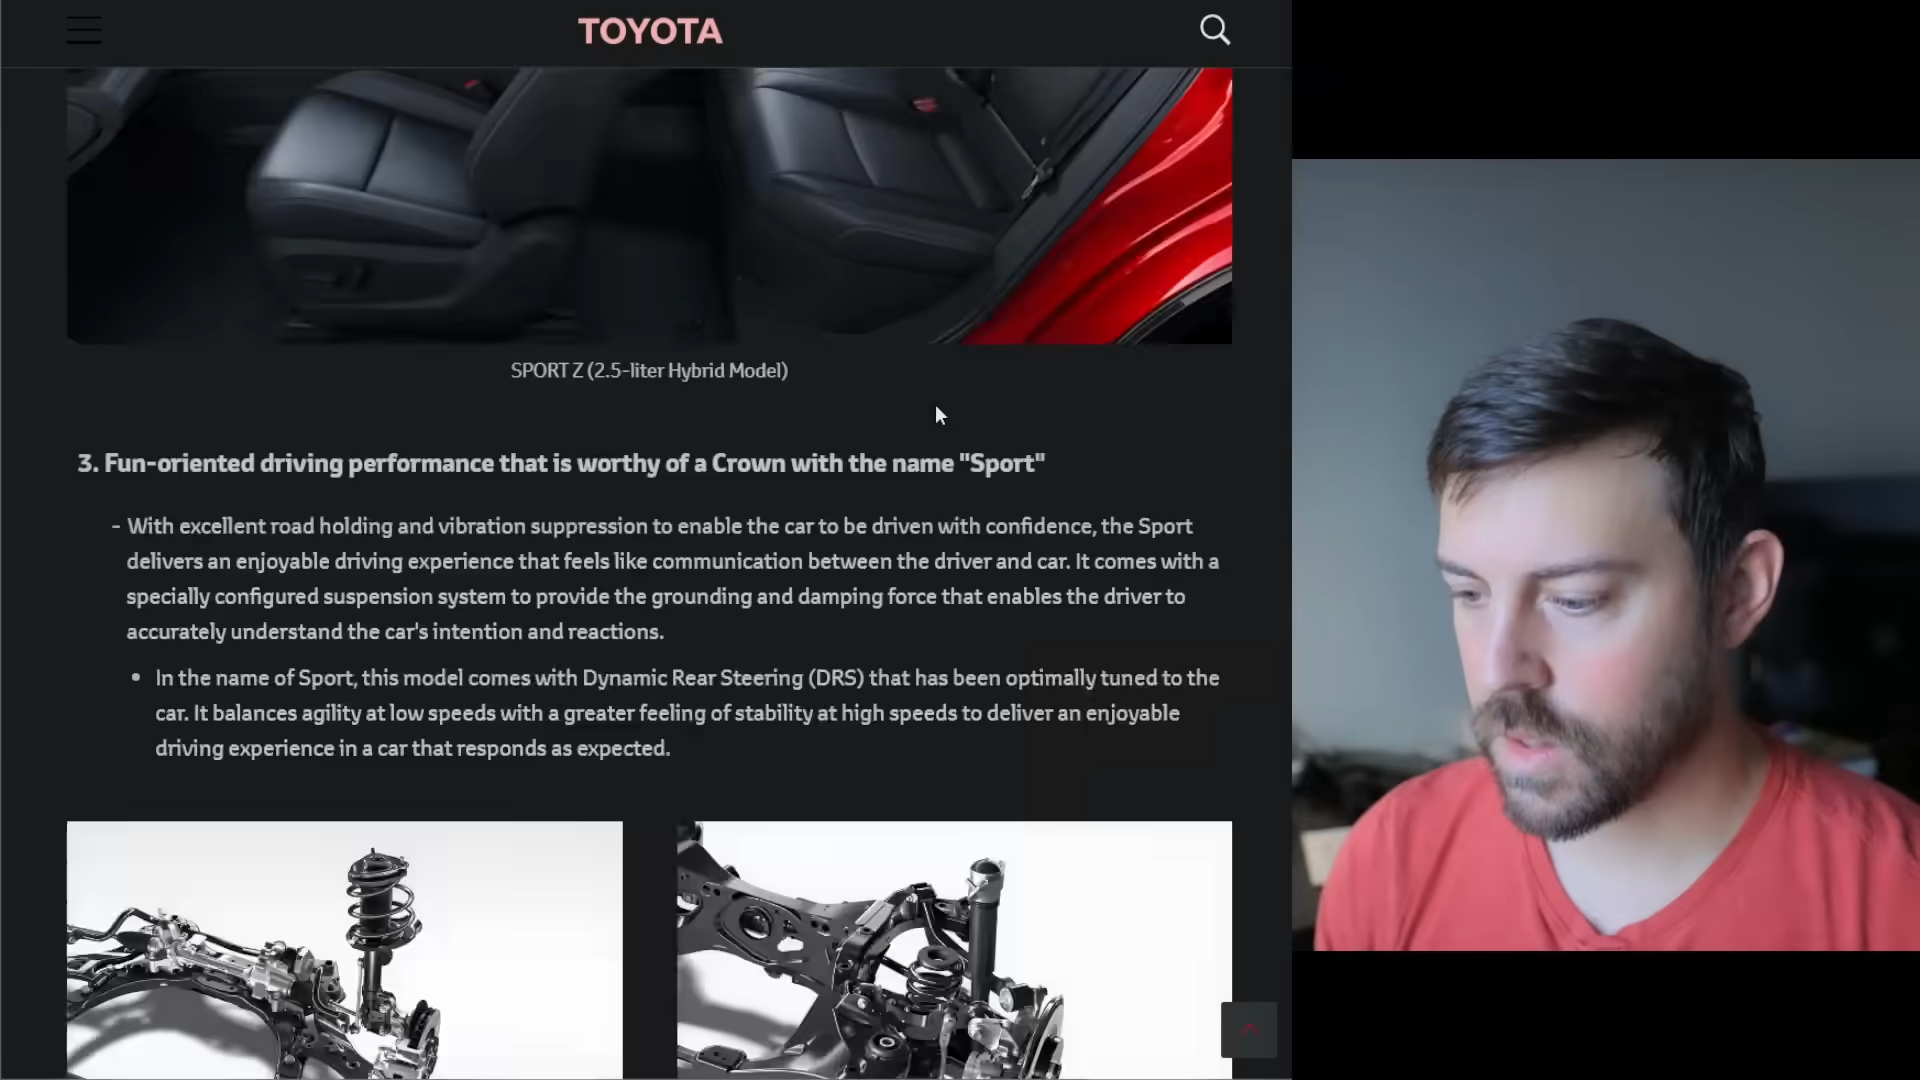 TOYOTA
SPORT Z (2.5-liter Hybrid Model)
3. Fun-oriented driving performance that is worthy of a Crown with the name "Sport"
- With excellent road holding and vibration suppression to enable the car to be driven with confidence, the Sport
delivers an enjoyable driving experience that feels like communication between the driver and car. It comes with a
specially configured suspension system to provide the grounding and damping force that enables the driver to
accurately understand the car's intention and reactions.
• In the name of Sport, this model comes with Dynamic Rear Steering (DRS) that has been optimally tuned to the
car. It balances agility at low speeds with a greater feeling of stability at high speeds to deliver an enjoyable
driving experience in a car that responds as expected.